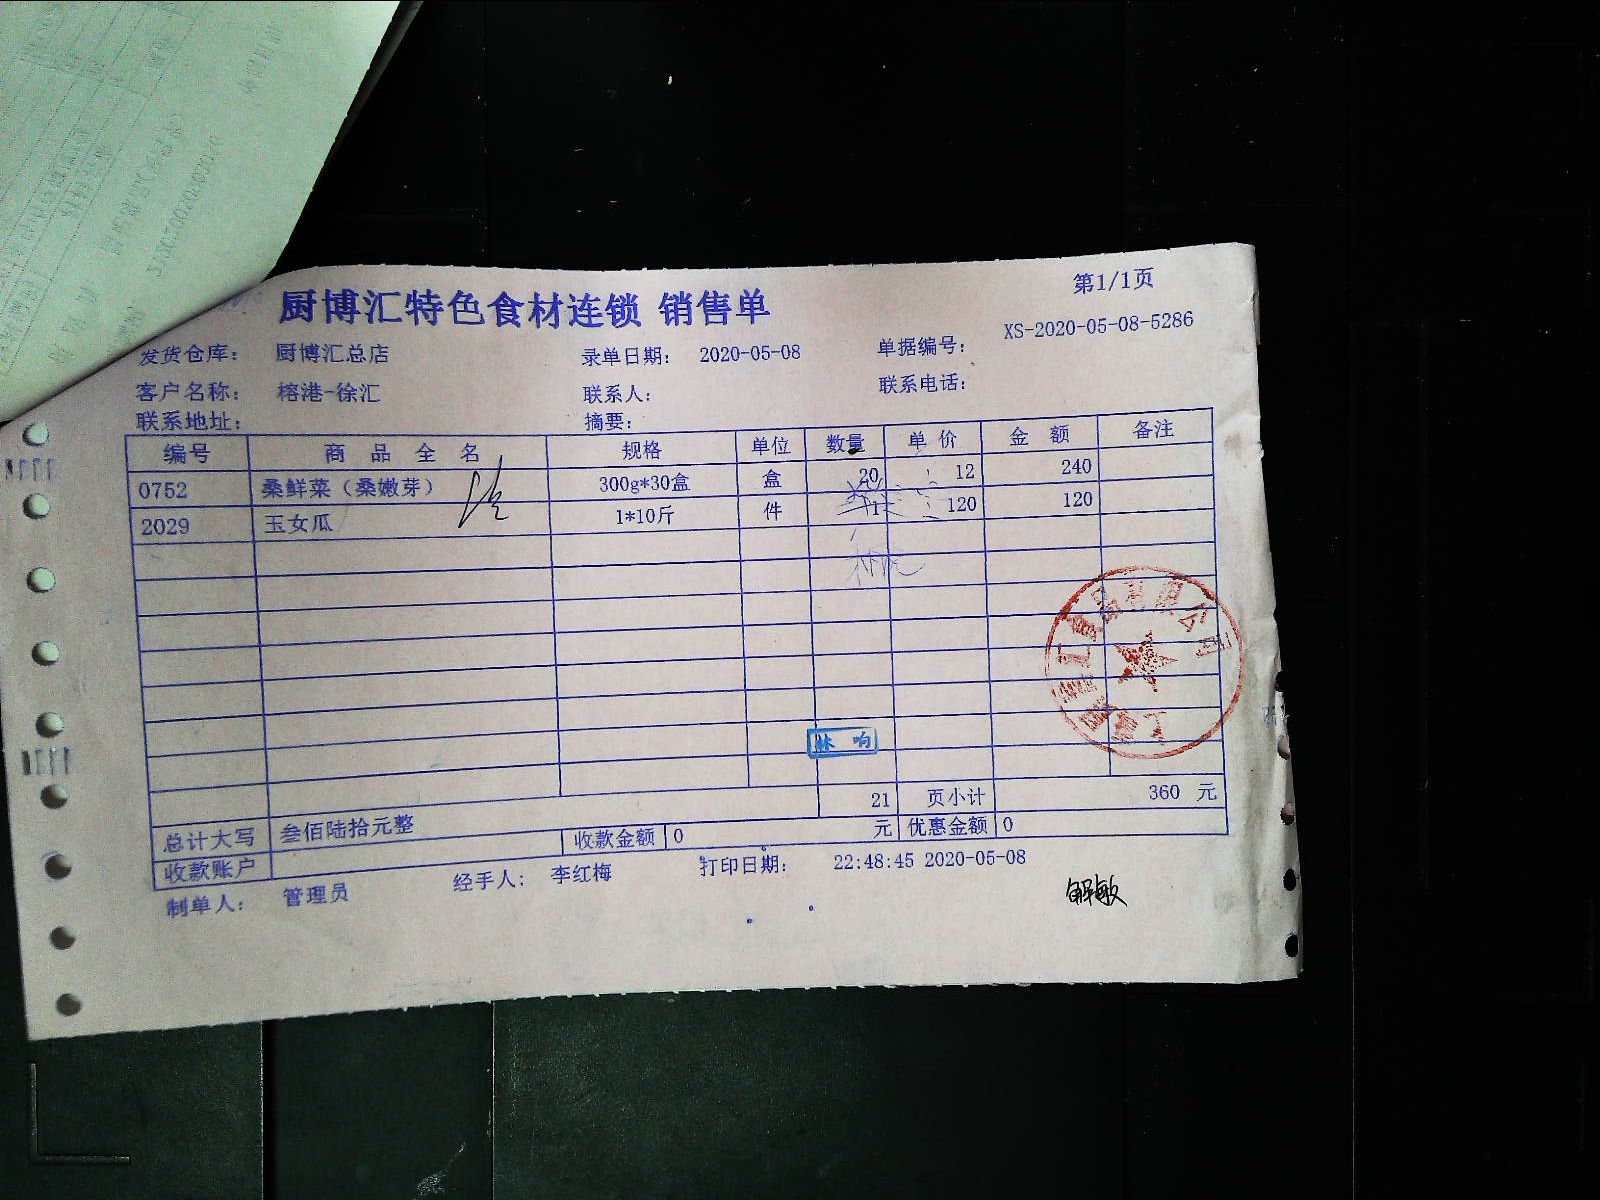 第1/1页
厨博汇特色食材连锁 销售单
发货仓库： 厨博汇总店 录单日期： 2020-05-08 单据编号： XS-2020-05-08-5286
客户名称： 榕港-徐汇 联系人： 联系电话：
联系地址： 摘要：
编号 商品全名 规格 单位 数量 单价 金额 备注
0752 桑鲜菜（桑嫩芽） 300g*30盒 盒 20 12 240
2029 玉女瓜 1*10斤 件 1 120 120
林响
21 页小计 360 元
总计大写 叁佰陆拾元整 收款金额 0 元 优惠金额 0
收款账户
制单人： 管理员 经手人： 李红梅 打印日期： 22:48:45 2020-05-08
解敏